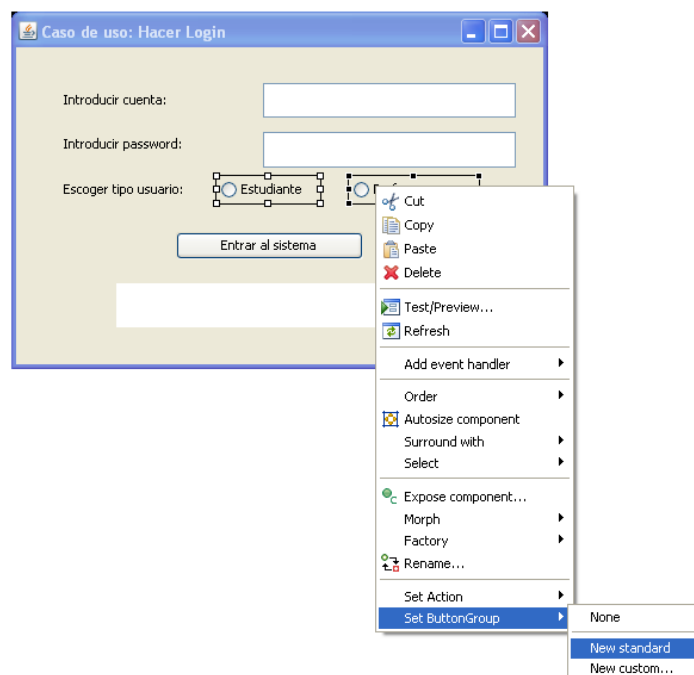 Caso de uso: Hacer Login
Introducir cuenta:
Introducir password:
Escoger tipo usuario:
Estudiante
Entrar al sistema
Cut
Copy
Paste
Delete
Test/Preview...
Refresh
Add event handler
Order
Autosize component
Surround with
Select
Expose component...
Morph
Factory
Rename...
Set Action
Set ButtonGroup
None
New standard
New custom...